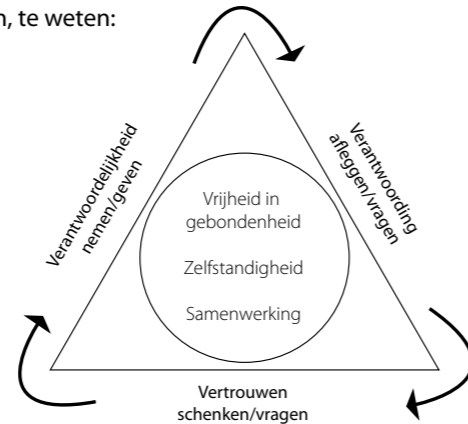 n, te weten:
Verantwoordelijkheid
nemen/geven
Verantwoording
afleggen/vragen
Vrijheid in
gebondenheid
Zelfstandigheid
Samenwerking
Vertrouwen
schenken/vragen